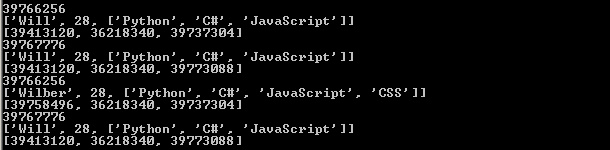 39766256
['Will', 28, ['Python', 'C#', 'JavaScript']]
[39413120, 36218340, 39737304]
39767776
['Will', 28, ['Python', 'C#', 'JavaScript']]
[39413120, 36218340, 39773088]
39766256
['Wilber', 28, ['Python', 'C#', 'JavaScript', 'CSS']]
[39758496, 36218340, 39737304]
39767776
['Will', 28, ['Python', 'C#', 'JavaScript']]
[39413120, 36218340, 39773088]